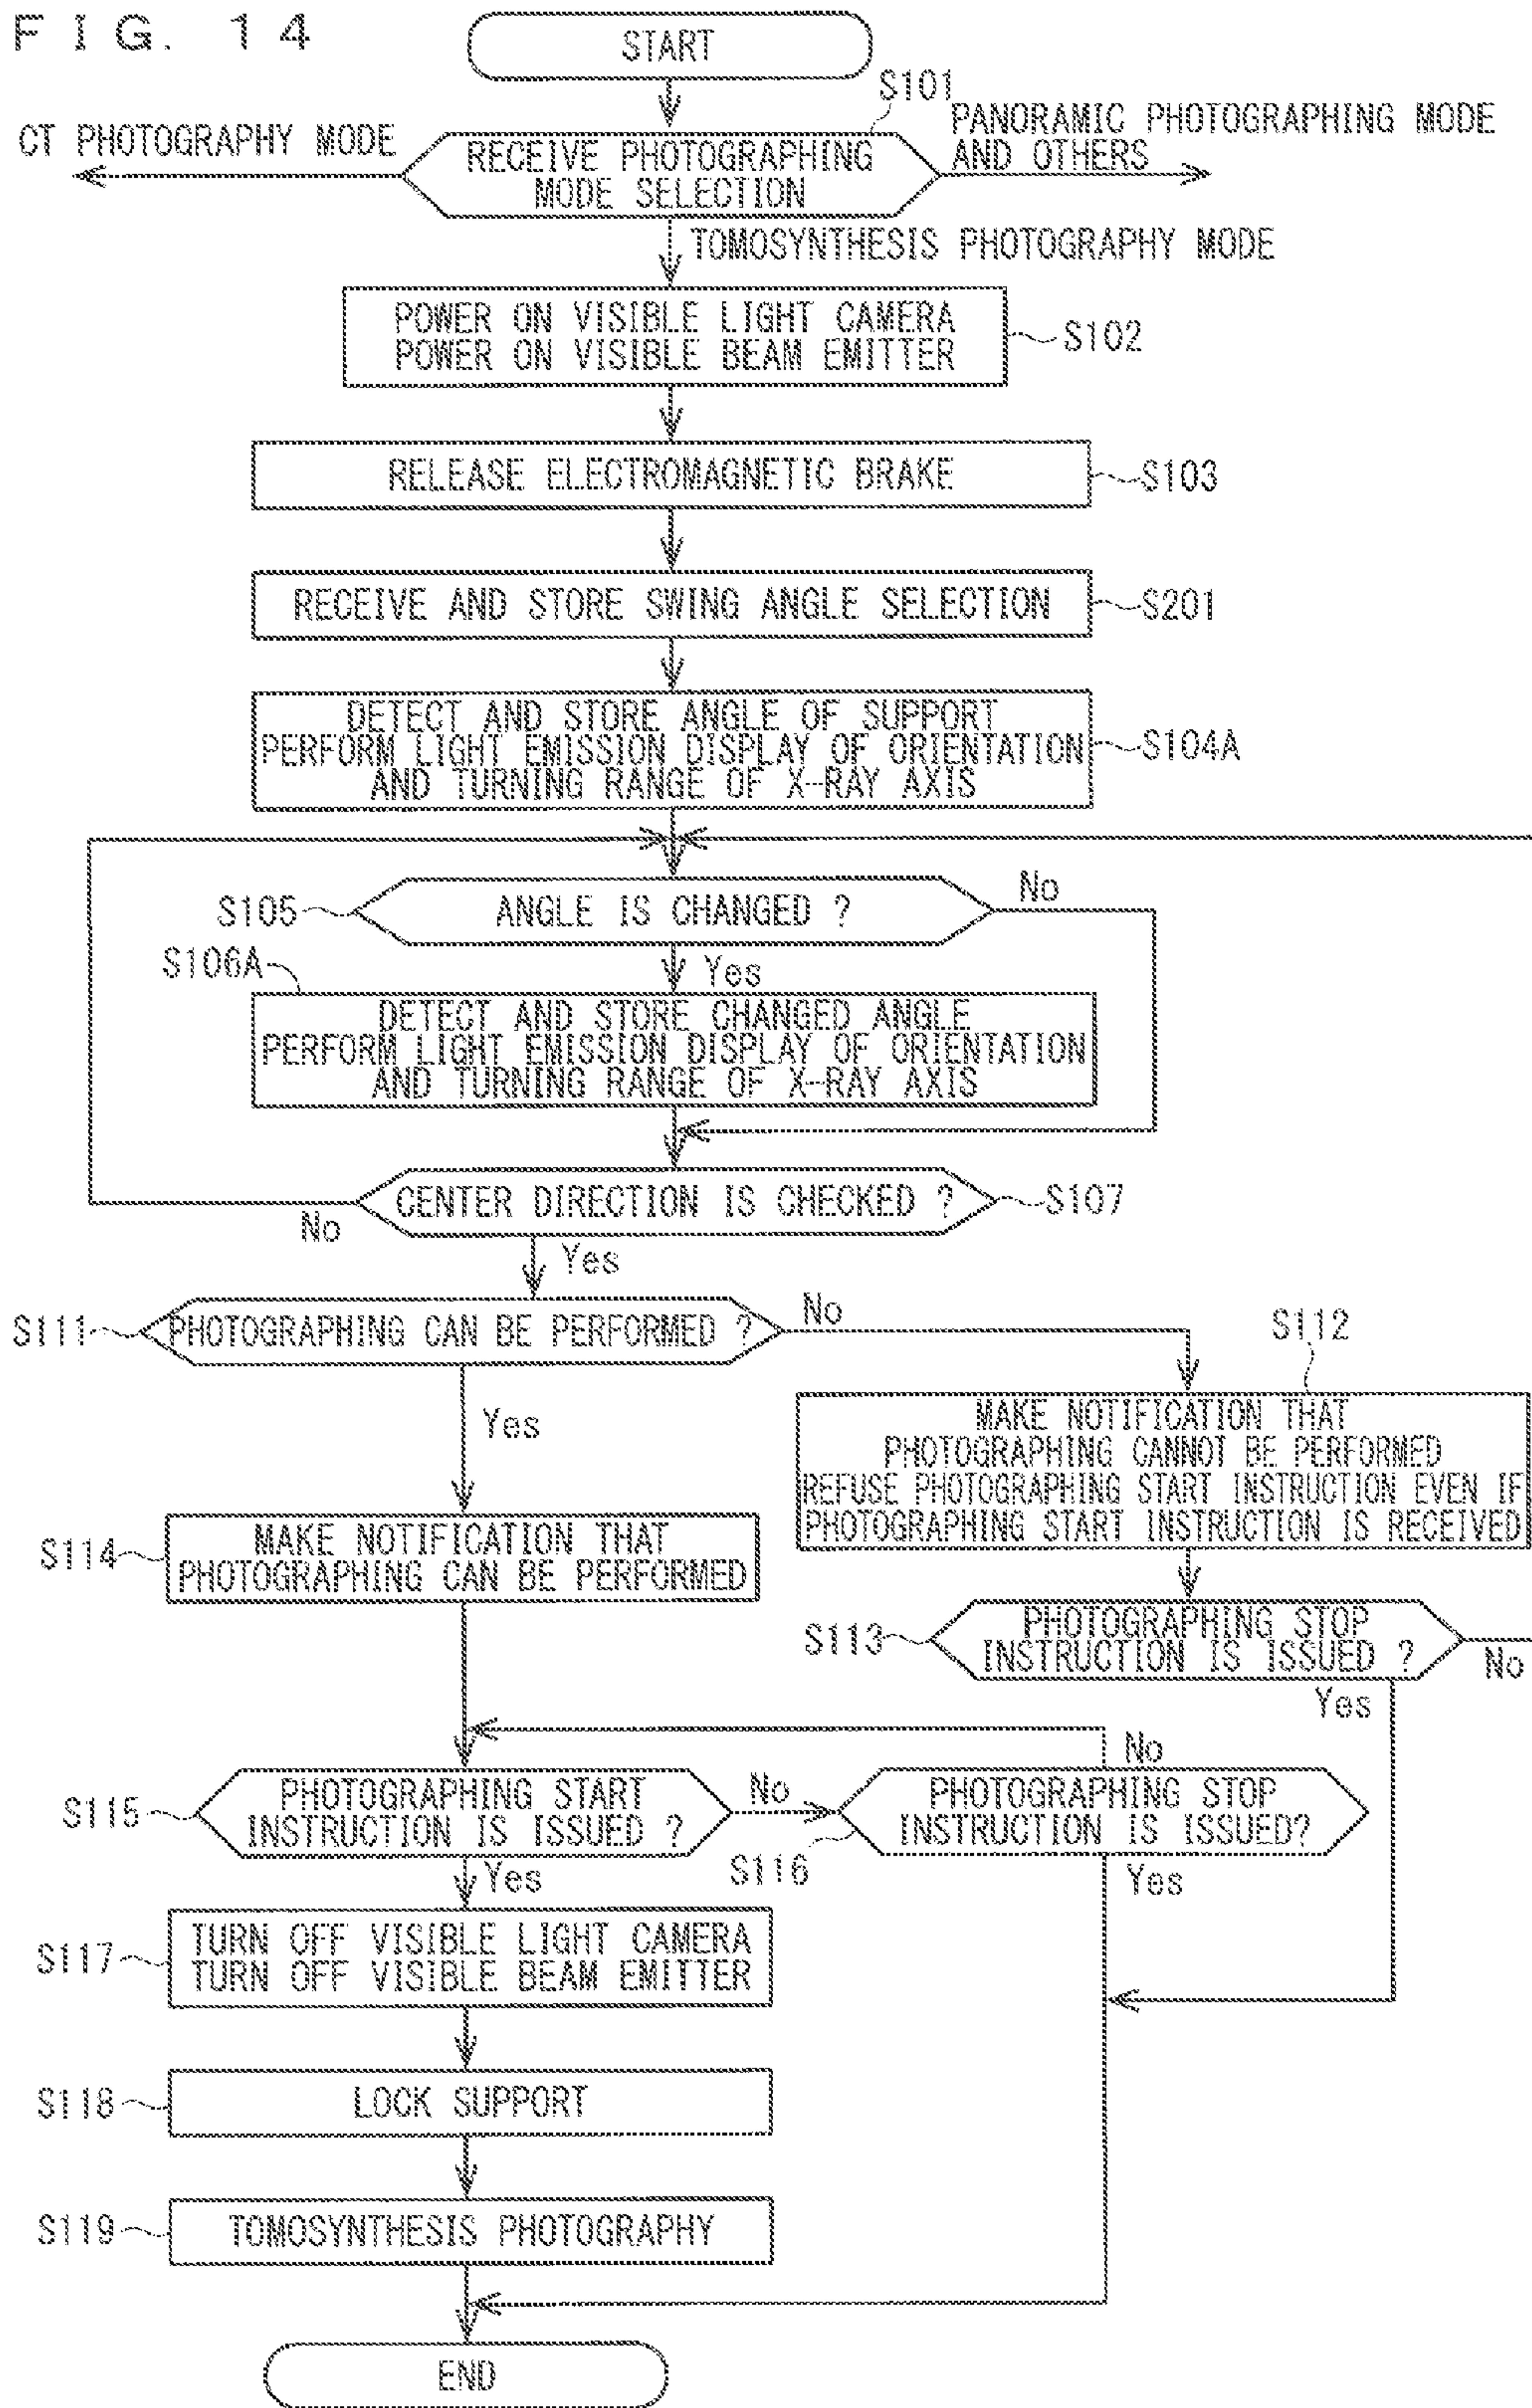 FIG. 14
START
S101
CT PHOTOGRAPHY MODE
RECEIVE PHOTOGRAPHING
MODE SELECTION
PANORAMIC PHOTOGRAPHING MODE
AND OTHERS
TOMOSYNTHESIS PHOTOGRAPHY MODE
POWER ON VISIBLE LIGHT CAMERA
POWER ON VISIBLE BEAM EMITTER
S102
RELEASE ELECTROMAGNETIC BRAKE
S103
RECEIVE AND STORE SWING ANGLE SELECTION
S201
DETECT AND STORE ANGLE OF SUPPORT
PERFORM LIGHT EMISSION DISPLAY OF ORIENTATION
AND TURNING RANGE OF X-RAY AXIS
S104A
S105
ANGLE IS CHANGED ?
No
S106A
Yes
DETECT AND STORE CHANGED ANGLE
PERFORM LIGHT EMISSION DISPLAY OF ORIENTATION
AND TURNING RANGE OF X-RAY AXIS
CENTER DIRECTION IS CHECKED ?
S107
No
Yes
S111
PHOTOGRAPHING CAN BE PERFORMED ?
No
S112
Yes
MAKE NOTIFICATION THAT
PHOTOGRAPHING CANNOT BE PERFORMED
REFUSE PHOTOGRAPHING START INSTRUCTION EVEN IF
PHOTOGRAPHING START INSTRUCTION IS RECEIVED
S114
MAKE NOTIFICATION THAT
PHOTOGRAPHING CAN BE PERFORMED
S113
PHOTOGRAPHING STOP
INSTRUCTION IS ISSUED ?
No
Yes
No
S115
PHOTOGRAPHING START
INSTRUCTION IS ISSUED ?
No
PHOTOGRAPHING STOP
INSTRUCTION IS ISSUED?
S116
Yes
Yes
S117
TURN OFF VISIBLE LIGHT CAMERA
TURN OFF VISIBLE BEAM EMITTER
S118
LOCK SUPPORT
S119
TOMOSYNTHESIS PHOTOGRAPHY
END